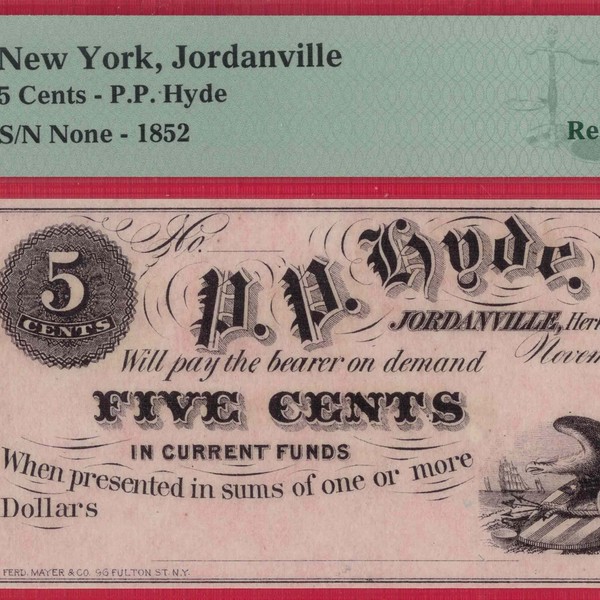 New York, Jordanville
5 Cents - P.P. Hyde
S/N None - 1852
No.
5
CENTS
P. P. Hyde.
JORDANVILLE,
Will pay the bearer on demand
FIVE CENTS
IN CURRENT FUNDS
When presented in sums of one or more
Dollars
FERD. MAYER & CO. 96 FULTON ST. N.Y.